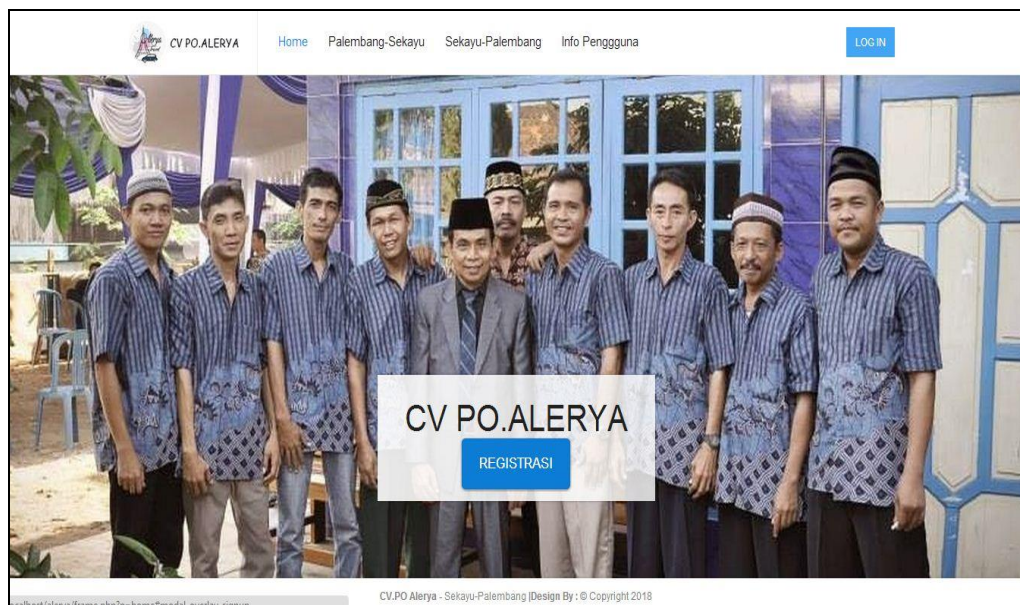 CV PO.ALERYA
Home Palembang-Sekayu Sekayu-Palembang Info Pengguna
LOG IN
CV PO.ALERYA
REGISTRASI
CV.PO Alerya - Sekayu-Palembang |Design By : © Copyright 2018